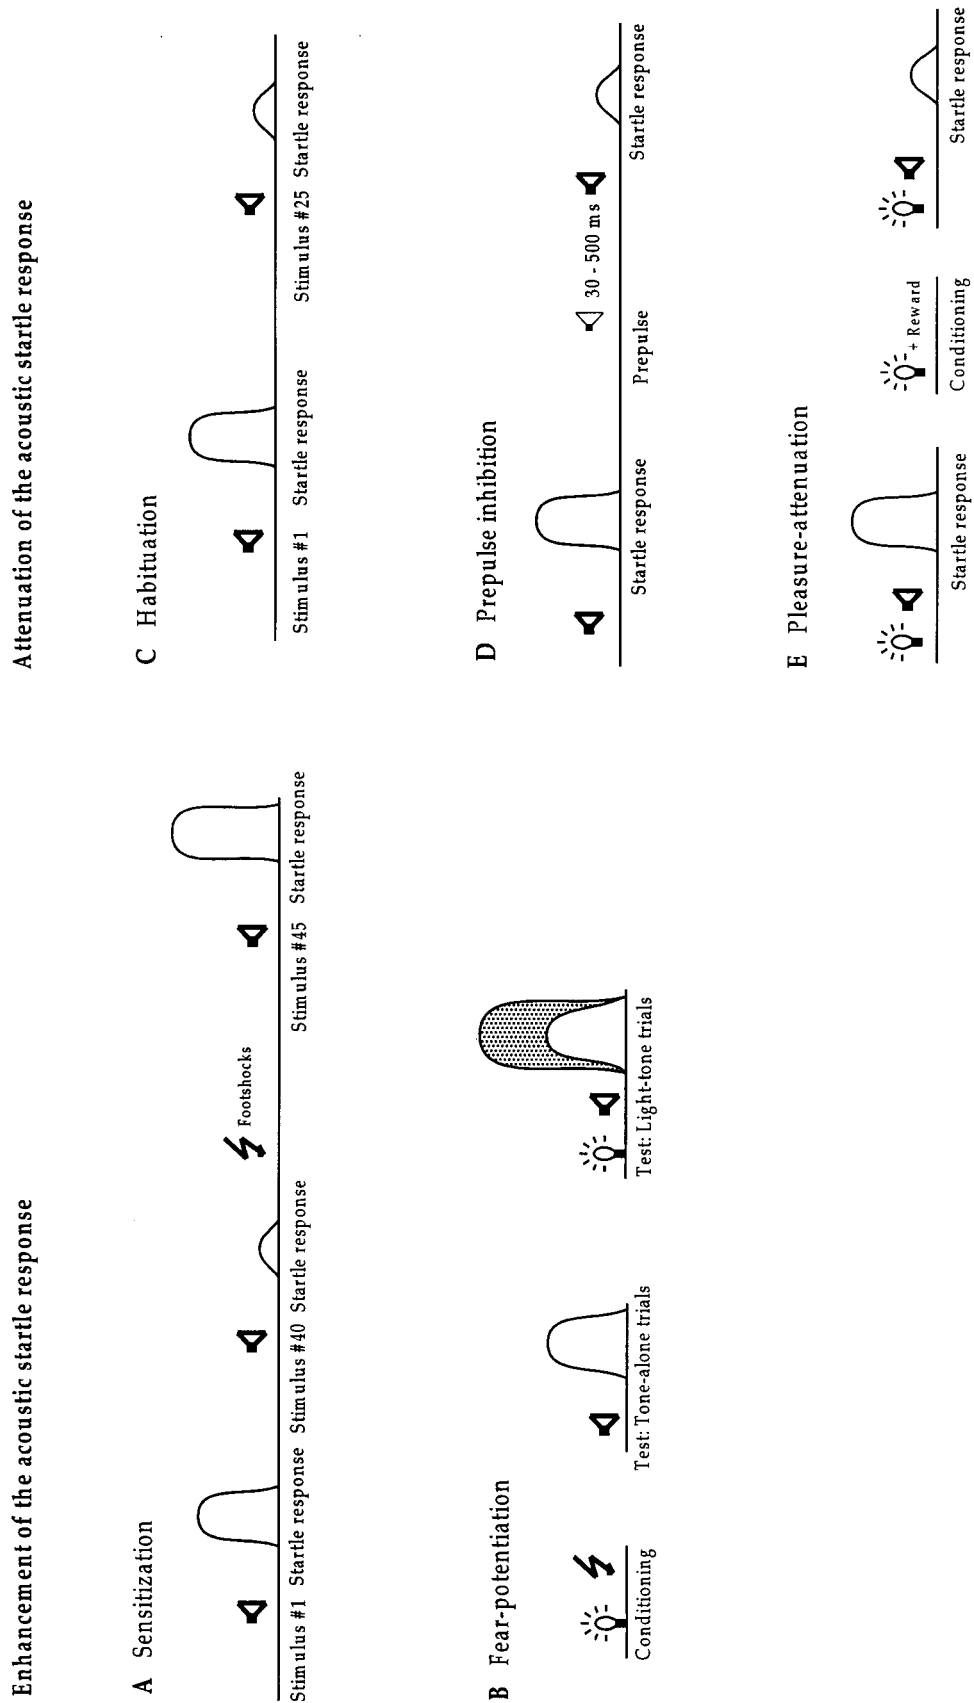 Enhancement of the acoustic startle response
A Sensitization
Footshocks
Stimulus #1 Startle response Stimulus #40 Startle response Stimulus #45 Startle response
B Fear-potentiation
Conditioning Test: Tone-alone trials Test: Light-tone trials
Attenuation of the acoustic startle response
C Habituation
Stimulus #1 Startle response Stimulus #25 Startle response
D Prepulse inhibition
30 - 500 ms
Startle response Prepulse Startle response
E Pleasure-attenuation
+ Reward
Startle response Conditioning Startle response